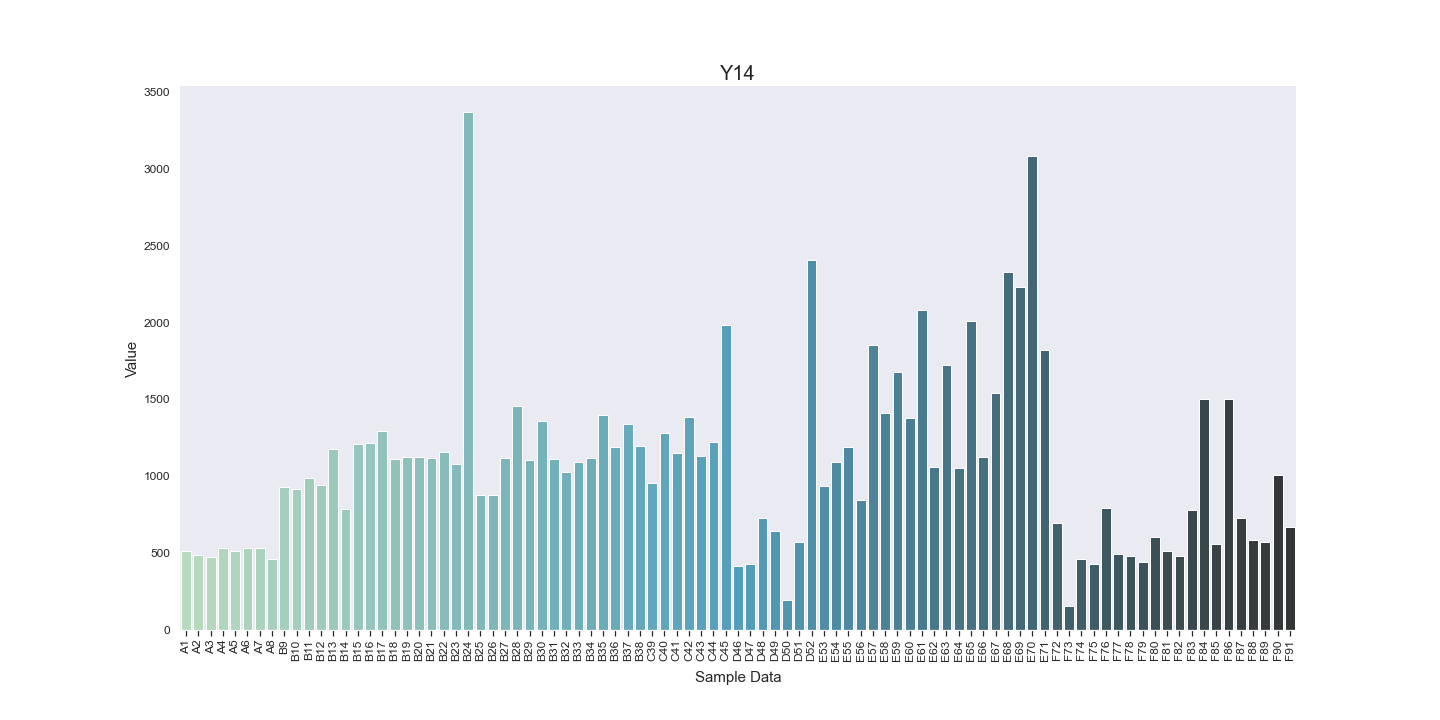 Y14
3500
3000
2500
2000
1500
1000
500
0
Value
A1 A2 A3 A4 A5 A6 A7 A8 B9 B10 B11 B12 B13 B14 B15 B16 B17 B18 B19 B20 B21 B22 B23 B24 B25 B26 B27 B28 B29 B30 B31 B32 B33 B34 B35 B36 B37 B38 C39 C40 C41 C42 C43 C44 C45 D46 D47 D48 D49 D50 D51 D52 E53 E54 E55 E56 E57 E58 E59 E60 E61 E62 E63 E64 E65 E66 E67 E68 E69 E70 E71 F72 F73 F74 F75 F76 F77 F78 F79 F80 F81 F82 F83 F84 F85 F86 F87 F88 F89 F90 F91
Sample Data